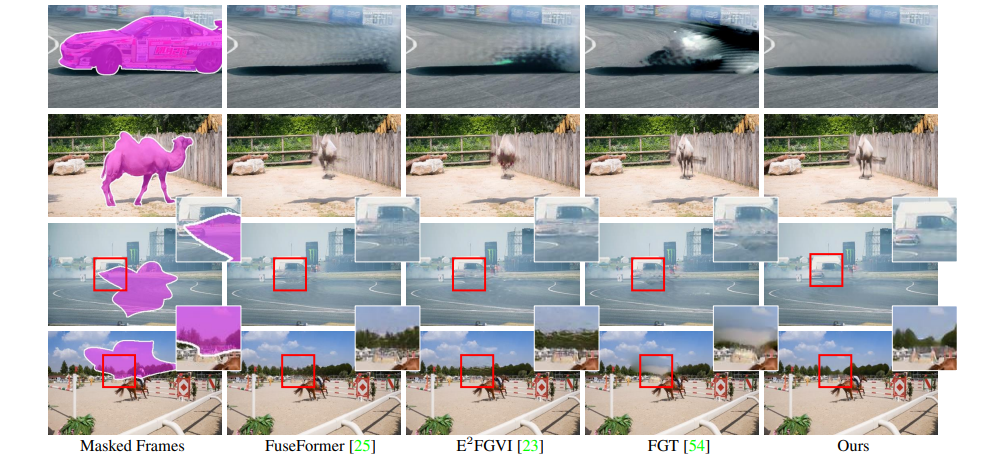 Masked Frames
FuseFormer [25]
E²FGVI [23]
FGT [54]
Ours